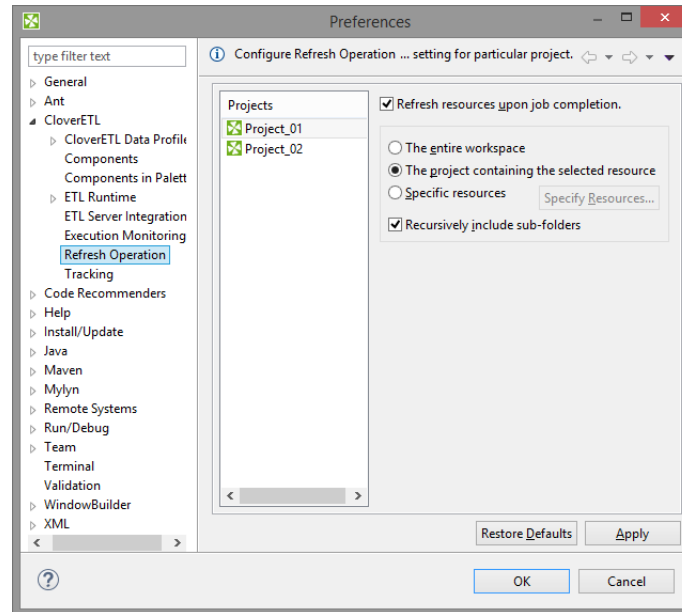 Preferences
type filter text
Configure Refresh Operation ... setting for particular project.
General
Ant
CloverETL
CloverETL Data Profile
Components
Components in Palett
ETL Runtime
ETL Server Integration
Execution Monitoring
Refresh Operation
Tracking
Code Recommenders
Help
Install/Update
Java
Maven
Mylyn
Remote Systems
Run/Debug
Team
Terminal
Validation
WindowBuilder
XML
Projects
Project_01
Project_02
Refresh resources upon job completion.
The entire workspace
The project containing the selected resource
Specific resources
Specify Resources...
Recursively include sub-folders
Restore Defaults
Apply
OK
Cancel